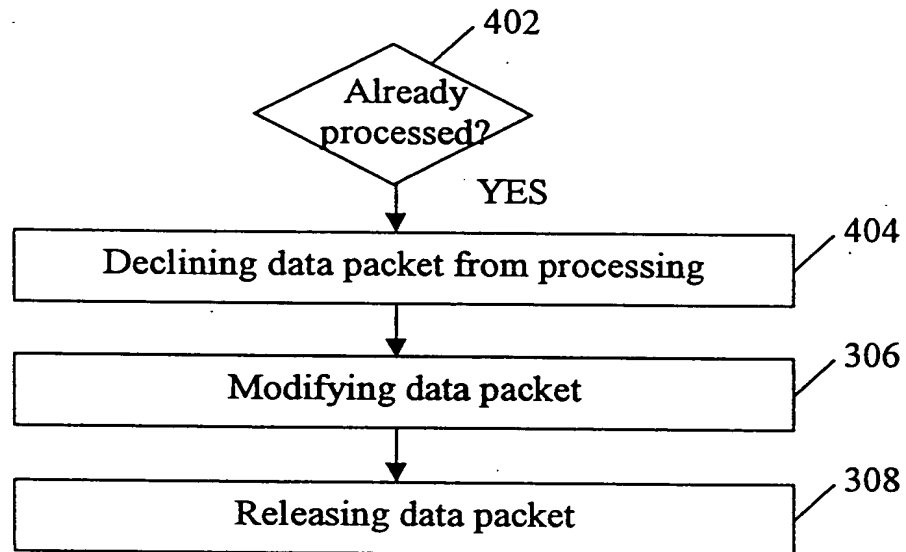 402
Already
processed?
YES
404
Declining data packet from processing
306
Modifying data packet
308
Releasing data packet